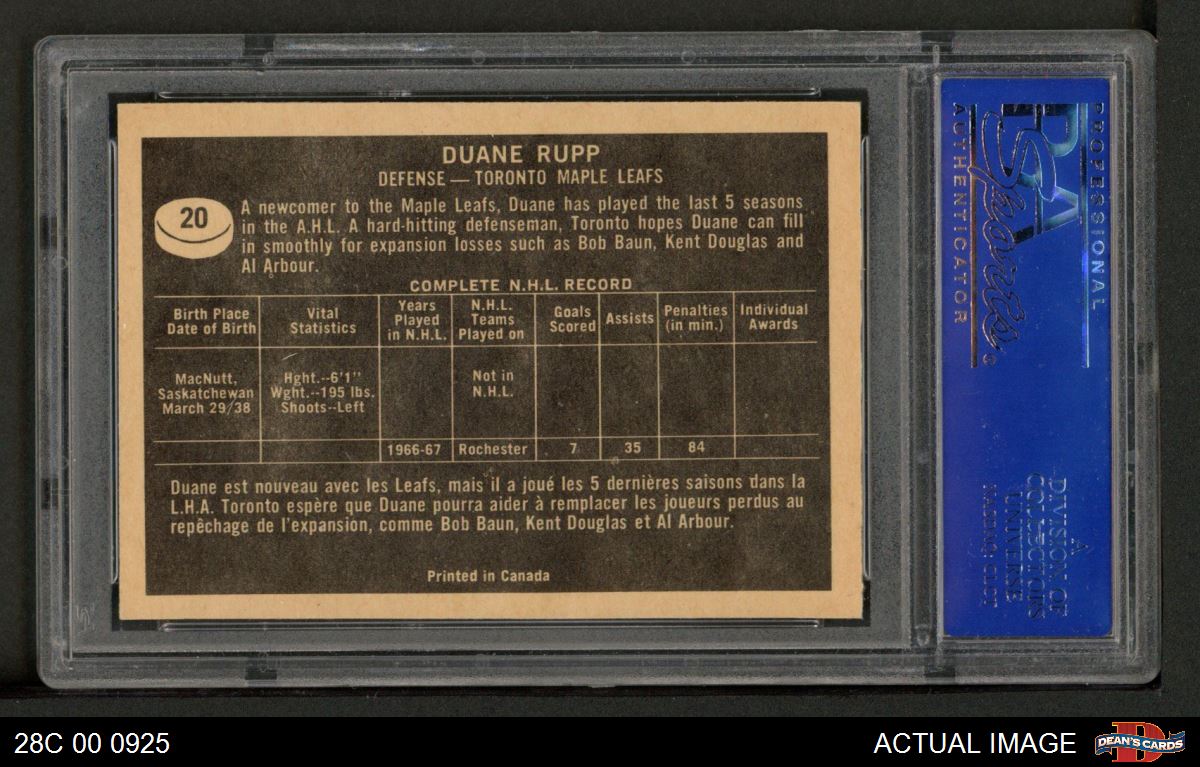 DUANE RUPP
DEFENSE — TORONTO MAPLE LEAFS
20
A newcomer to the Maple Leafs, Duane has played the last 5 seasons
in the A.H.L. A hard-hitting defenseman, Toronto hopes Duane can fill
in smoothly for expansion losses such as Bob Baun, Kent Douglas and
Al Arbour.
COMPLETE N.H.L. RECORD
Birth Place
Date of Birth
Vital
Statistics
Years
Played
in N.H.L.
N.H.L.
Teams
Played on
Goals
Scored
Assists
Penalties
(in min.)
Individual
Awards
MacNutt,
Saskatchewan
March 29/38
Hght.--6'1"
Wght.--195 lbs.
Shoots--Left
Not in
N.H.L.
1966-67 Rochester 7 35 84
Duane est nouveau avec les Leafs, mais il a joué les 5 dernières saisons dans la
L.H.A. Toronto espère que Duane pourra aider à remplacer les joueurs perdus au
repêchage de l'expansion, comme Bob Baun, Kent Douglas et Al Arbour.
Printed in Canada
PROFESSIONAL
PSA
Sports
AUTHENTICATOR
A
DIVISION OF
COLLECTORS
UNIVERSE
NASDAQ: CLCT
28C 00 0925
ACTUAL IMAGE
D
DEAN'S CARDS